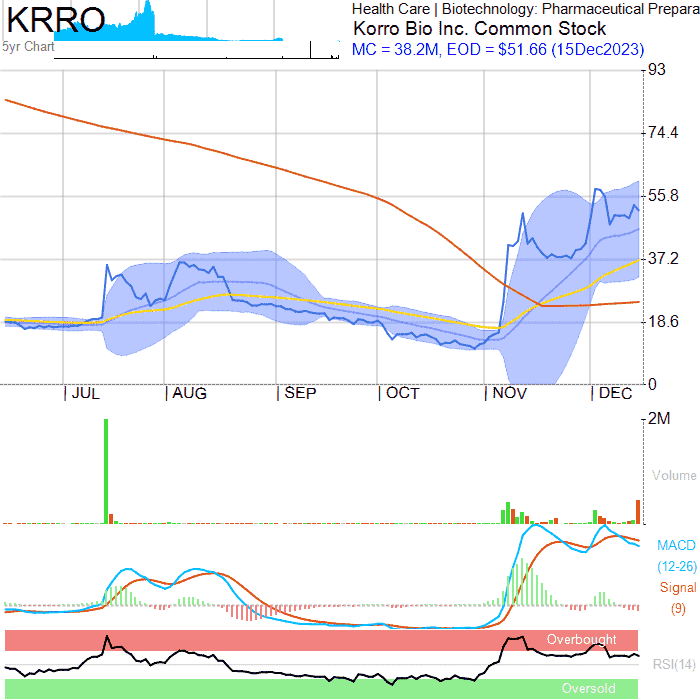 KRRO
Health Care | Biotechnology: Pharmaceutical Prepara
Korro Bio Inc. Common Stock
5yr Chart
MC = 38.2M, EOD = $51.66 (15Dec2023)
93
74.4
55.8
37.2
18.6
0
JUL AUG SEP OCT NOV DEC
2M
Volume
MACD
(12-26)
Signal
(9)
Overbought
RSI(14)
Oversold